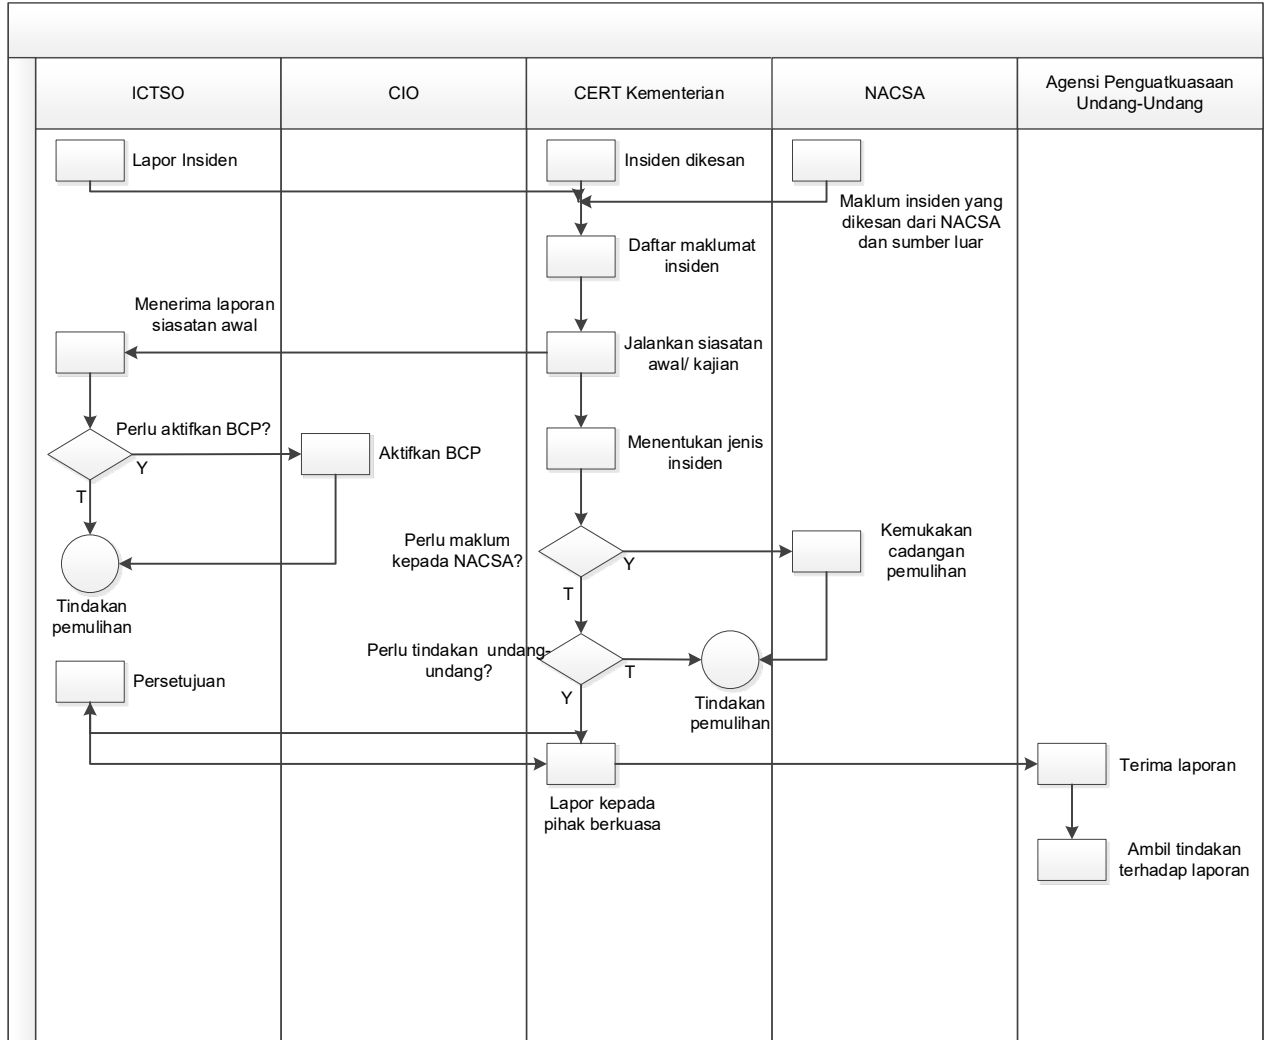 ICTSO
CIO
CERT Kementerian
NACSA
Agensi Penguatkuasaan
Undang-Undang
Lapor Insiden
Insiden dikesan
Maklum insiden yang
dikesan dari NACSA
dan sumber luar
Daftar maklumat
insiden
Menerima laporan
siasatan awal
Jalankan siasatan
awal/ kajian
Perlu aktifkan BCP?
Y
T
Aktifkan BCP
Menentukan jenis
insiden
Perlu maklum
kepada NACSA?
Y
T
Kemukakan
cadangan
pemulihan
Tindakan
pemulihan
Perlu tindakan undang-
undang?
T
Y
Tindakan
pemulihan
Persetujuan
Lapor kepada
pihak berkuasa
Terima laporan
Ambil tindakan
terhadap laporan